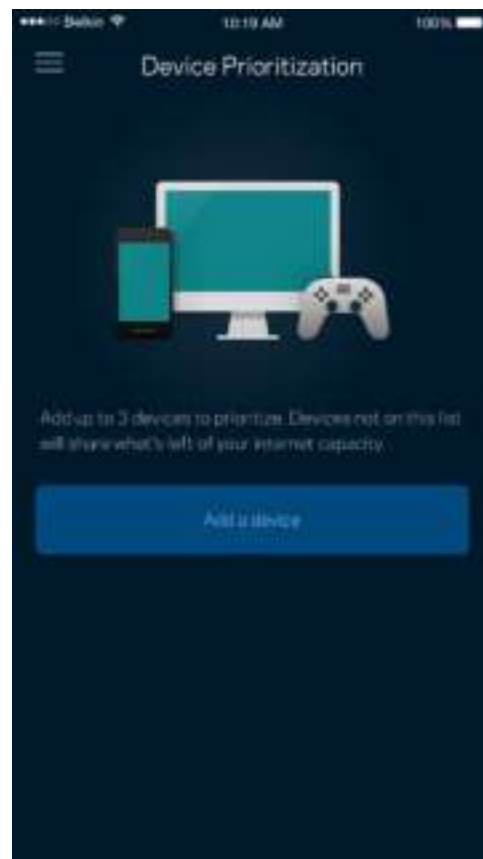 Belkin 10:19 AM 100%
Device Prioritization
Add up to 3 devices to prioritize. Devices not on this list
will share what's left of your internet capacity.
Add a device